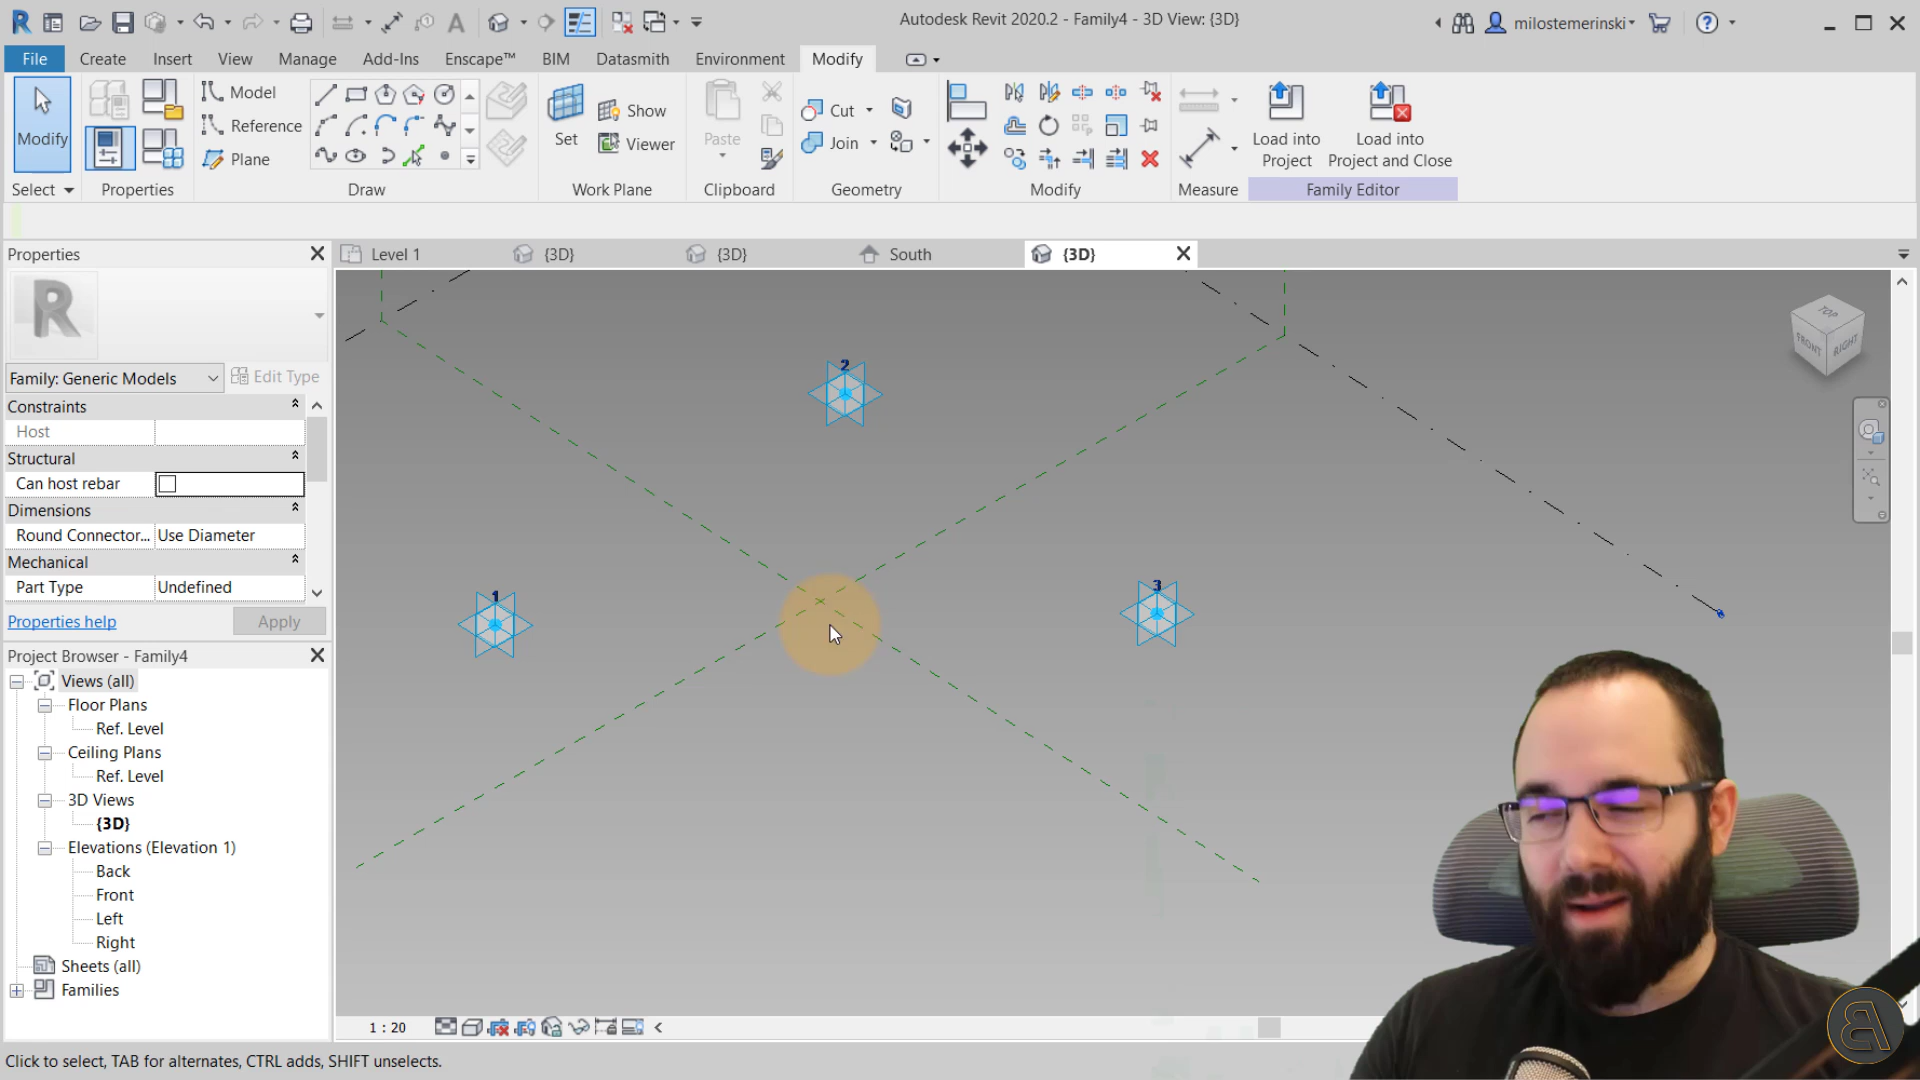 Autodesk Revit 2020.2 - Family4 - 3D View: {3D}
milostemerinski
File Create Insert View Manage Add-Ins Enscape™ BIM Datasmith Environment Modify
Modify
Model
Reference
Plane
Set
Show
Viewer
Paste
Cut
Join
Load into Project
Load into Project and Close
Select Properties Draw Work Plane Clipboard Geometry Modify Measure Family Editor
Properties
Level 1 {3D} {3D} South {3D}
R
Family: Generic Models Edit Type
Constraints
Host
Structural
Can host rebar
Dimensions
Round Connector... Use Diameter
Mechanical
Part Type Undefined
Properties help Apply
Project Browser - Family4
Views (all)
Floor Plans
Ref. Level
Ceiling Plans
Ref. Level
3D Views
{3D}
Elevations (Elevation 1)
Back
Front
Left
Right
Sheets (all)
Families
2
1
3
TOP
FRONT
RIGHT
1 : 20
Click to select, TAB for alternates, CTRL adds, SHIFT unselects.